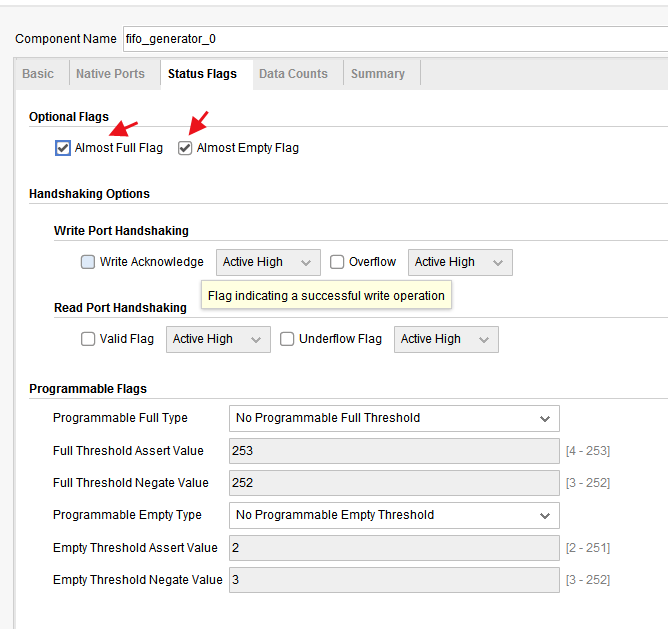 Component Name fifo_generator_0
Basic Native Ports Status Flags Data Counts Summary
Optional Flags
Almost Full Flag Almost Empty Flag
Handshaking Options
Write Port Handshaking
Write Acknowledge Active High Overflow Active High
Flag indicating a successful write operation
Read Port Handshaking
Valid Flag Active High Underflow Flag Active High
Programmable Flags
Programmable Full Type No Programmable Full Threshold
Full Threshold Assert Value 253 [4 - 253]
Full Threshold Negate Value 252 [3 - 252]
Programmable Empty Type No Programmable Empty Threshold
Empty Threshold Assert Value 2 [2 - 251]
Empty Threshold Negate Value 3 [3 - 252]